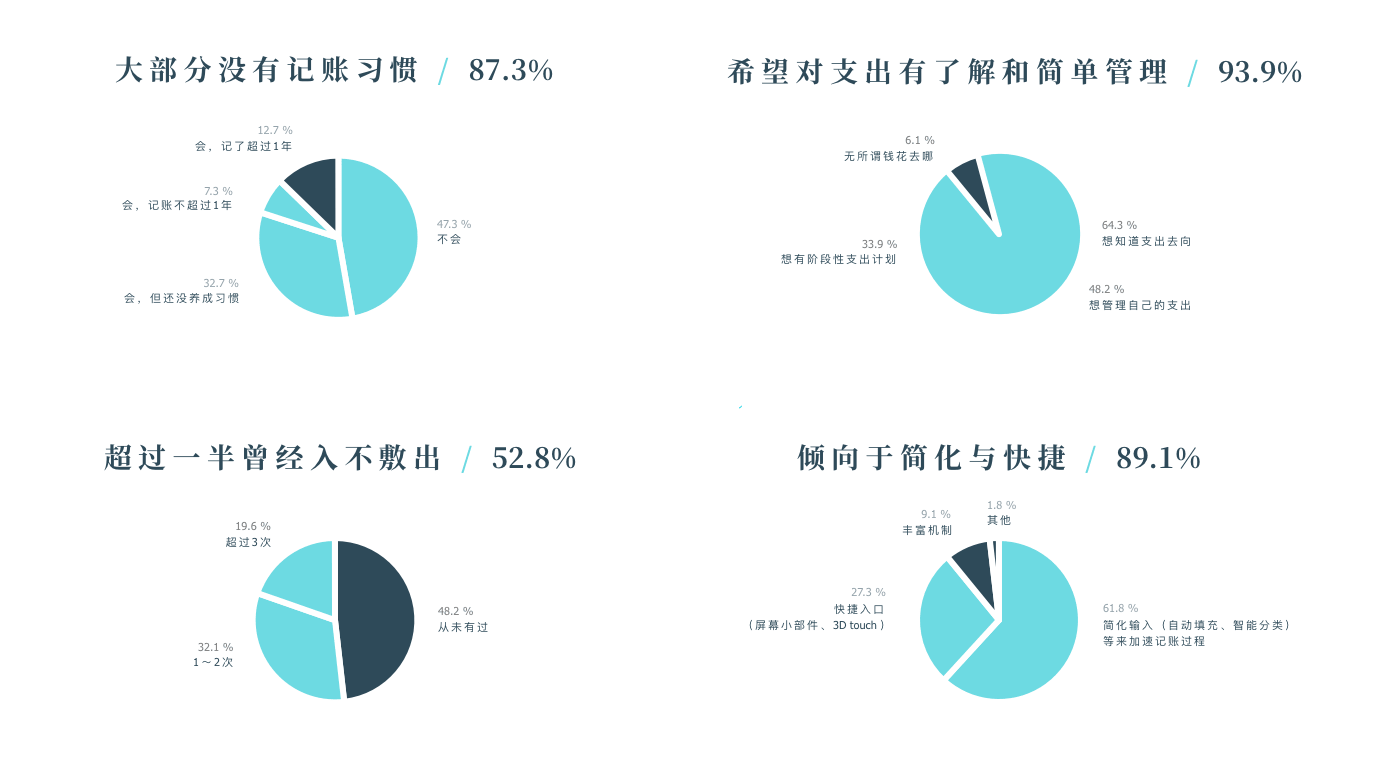 大部分没有记账习惯 / 87.3%
12.7 %
会，记了超过1年
7.3 %
会，记账不超过1年
47.3 %
不会
32.7 %
会，但还没养成习惯
希望对支出有了解和简单管理 / 93.9%
6.1 %
无所谓钱花去哪
64.3 %
想知道支出去向
33.9 %
想有阶段性支出计划
48.2 %
想管理自己的支出
超过一半曾经入不敷出 / 52.8%
19.6 %
超过3次
48.2 %
从未有过
32.1 %
1～2次
倾向于简化与快捷 / 89.1%
1.8 %
其他
9.1 %
丰富机制
27.3 %
快捷入口
（屏幕小部件、3D touch）
61.8 %
简化输入（自动填充、智能分类）
等来加速记账过程